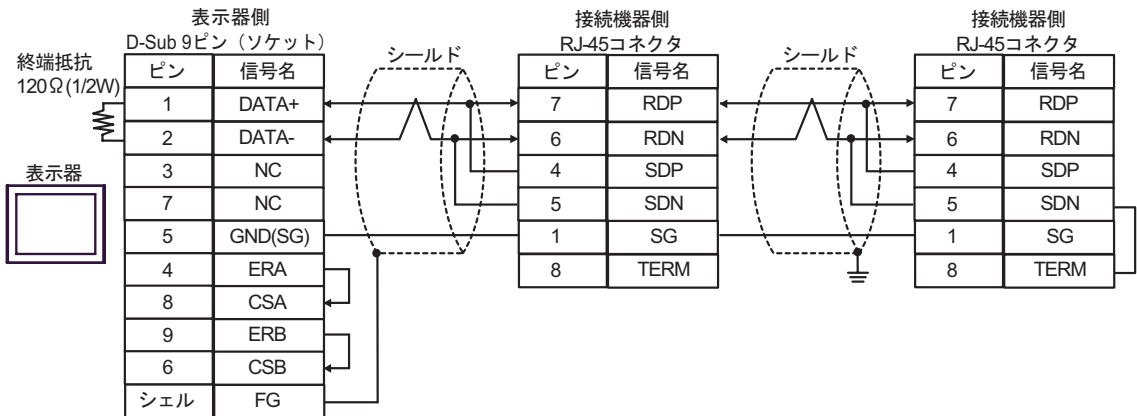 表示器側
D-Sub 9ピン（ソケット）
接続機器側
RJ-45コネクタ
接続機器側
RJ-45コネクタ
終端抵抗
120Ω(1/2W)
シールド
シールド
表示器
ピン 信号名
1 DATA+
2 DATA-
3 NC
7 NC
5 GND(SG)
4 ERA
8 CSA
9 ERB
6 CSB
シェル FG
ピン 信号名
7 RDP
6 RDN
4 SDP
5 SDN
1 SG
8 TERM
ピン 信号名
7 RDP
6 RDN
4 SDP
5 SDN
1 SG
8 TERM